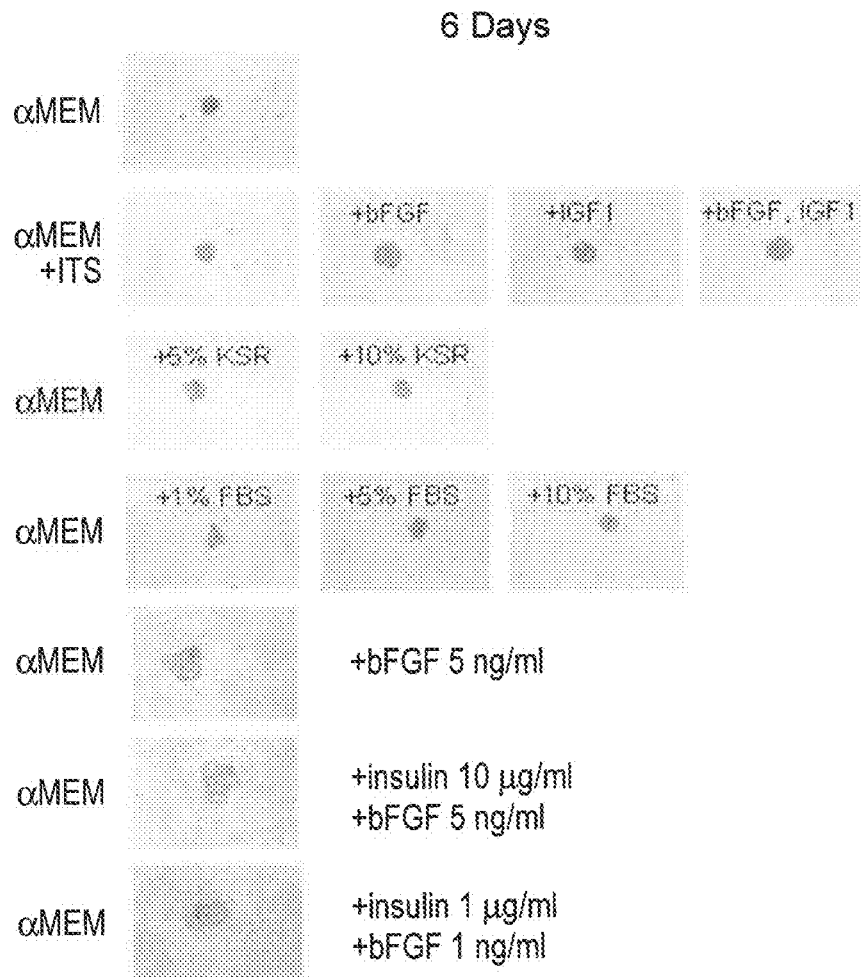 6 Days
αMEM
αMEM
+ITS
+bFGF
+IGF1
+bFGF, IGF1
αMEM
+5% KSR
+10% KSR
αMEM
+1% FBS
+5% FBS
+10% FBS
αMEM
+bFGF 5 ng/ml
αMEM
+insulin 10 μg/ml
+bFGF 5 ng/ml
αMEM
+insulin 1 μg/ml
+bFGF 1 ng/ml